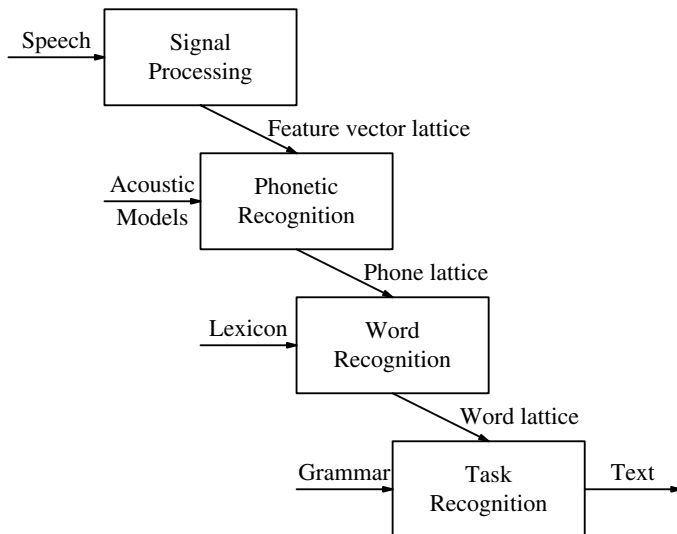 Speech
Signal
Processing
Feature vector lattice
Acoustic
Models
Phonetic
Recognition
Phone lattice
Lexicon
Word
Recognition
Word lattice
Grammar
Task
Recognition
Text